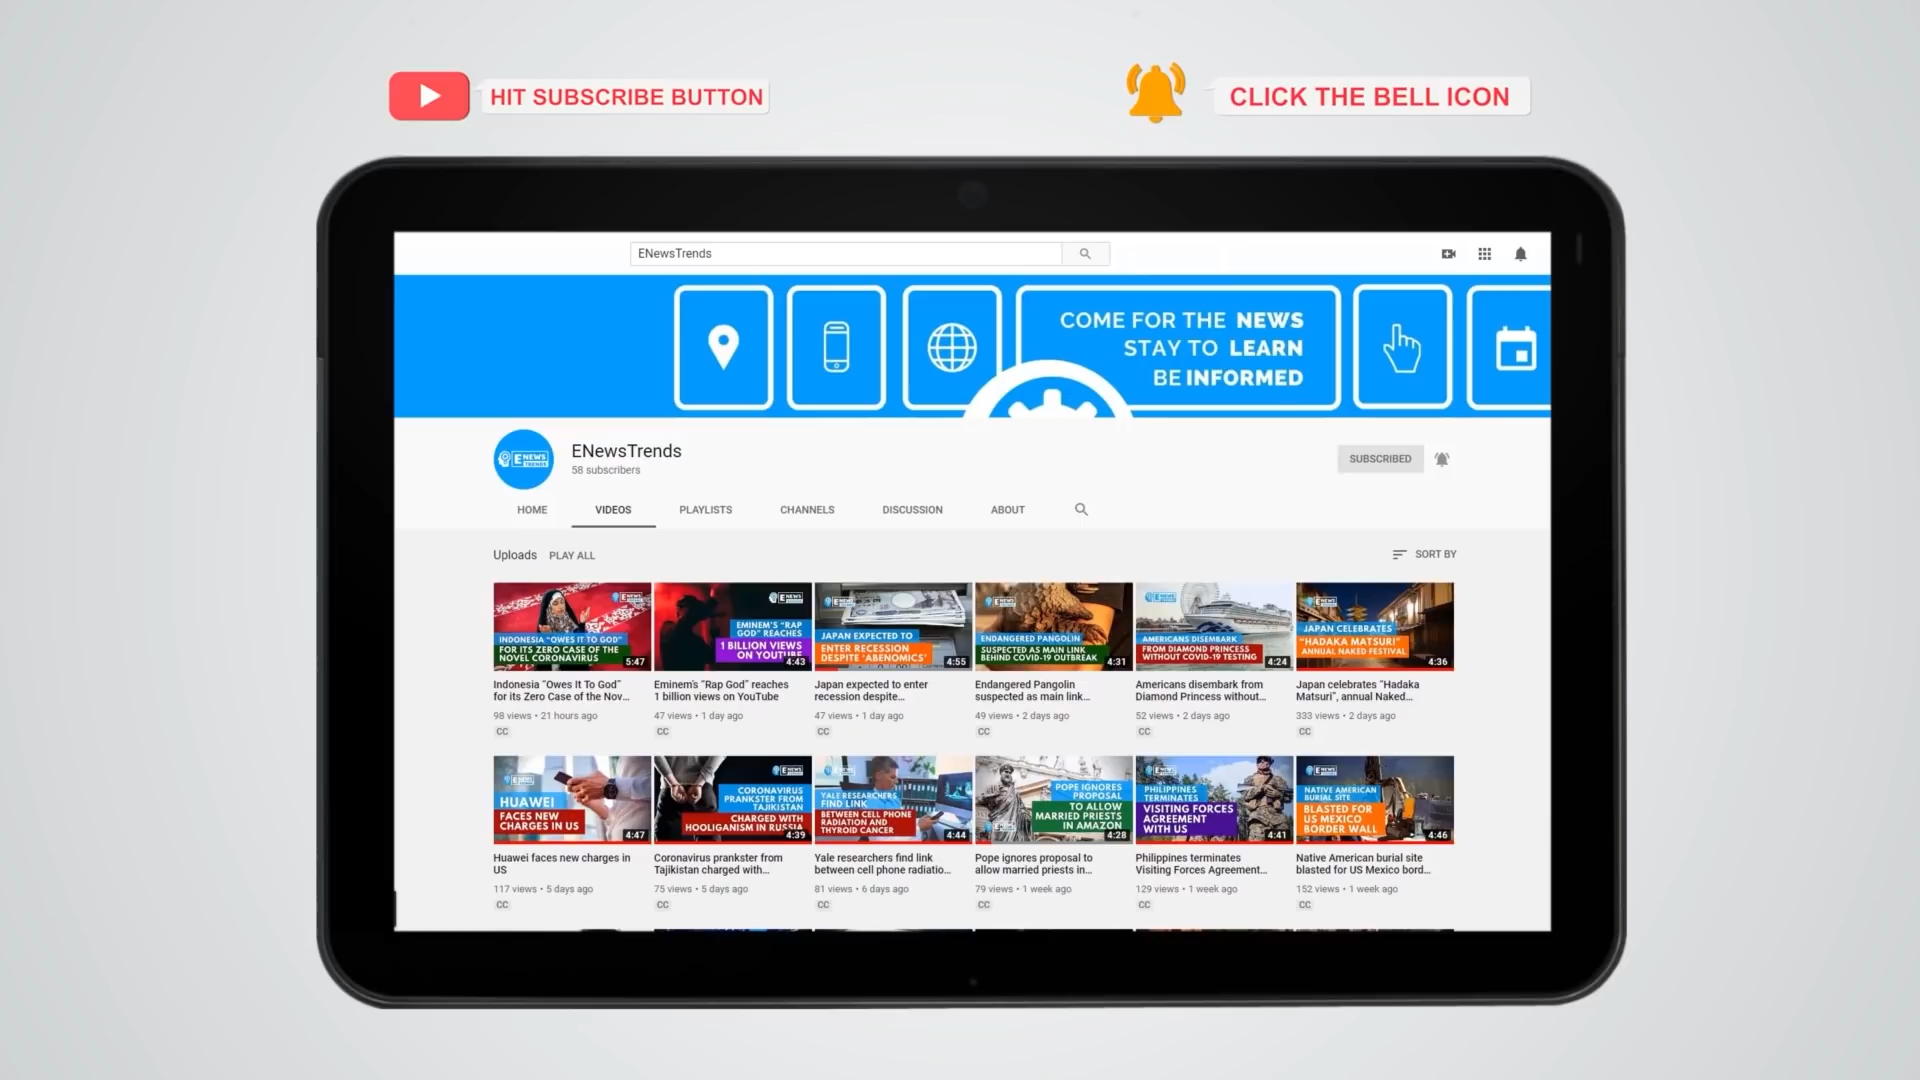 HIT SUBSCRIBE BUTTON
CLICK THE BELL ICON
ENewsTrends
COME FOR THE NEWS
STAY TO LEARN
BE INFORMED
E NEWS
TRENDS
ENewsTrends
58 subscribers
SUBSCRIBED
HOME
VIDEOS
PLAYLISTS
CHANNELS
DISCUSSION
ABOUT
Uploads
PLAY ALL
SORT BY
INDONESIA "OWES IT TO GOD"
FOR ITS ZERO CASE OF THE
NOVEL CORONAVIRUS
5:47
EMINEM'S "RAP
GOD" REACHES
1 BILLION VIEWS
ON YOUTUBE
4:43
JAPAN EXPECTED TO
ENTER RECESSION
DESPITE 'ABENOMICS'
4:55
ENDANGERED PANGOLIN
SUSPECTED AS MAIN LINK
BEHIND COVID-19 OUTBREAK
4:31
AMERICANS DISEMBARK
FROM DIAMOND PRINCESS
WITHOUT COVID-19 TESTING
4:24
JAPAN CELEBRATES
"HADAKA MATSURI"
ANNUAL NAKED FESTIVAL
4:36
Indonesia "Owes It To God"
for its Zero Case of the Nov...
98 views • 21 hours ago
CC
Eminem's "Rap God" reaches
1 billion views on YouTube
47 views • 1 day ago
CC
Japan expected to enter
recession despite...
47 views • 1 day ago
CC
Endangered Pangolin
suspected as main link...
49 views • 2 days ago
CC
Americans disembark from
Diamond Princess without...
52 views • 2 days ago
CC
Japan celebrates "Hadaka
Matsuri", annual Naked...
333 views • 2 days ago
CC
HUAWEI
FACES NEW
CHARGES IN US
4:47
CORONAVIRUS
PRANKSTER FROM
TAJIKISTAN
CHARGED WITH
HOOLIGANISM IN RUSSIA
4:39
YALE RESEARCHERS
FIND LINK
BETWEEN CELL PHONE
RADIATION AND
THYROID CANCER
4:44
POPE IGNORES
PROPOSAL
TO ALLOW
MARRIED PRIESTS
IN AMAZON
4:28
PHILIPPINES
TERMINATES
VISITING FORCES
AGREEMENT
WITH US
4:41
NATIVE AMERICAN
BURIAL SITE
BLASTED FOR
US MEXICO
BORDER WALL
4:46
Huawei faces new charges in
US
117 views • 5 days ago
CC
Coronavirus prankster from
Tajikistan charged with...
75 views • 5 days ago
CC
Yale researchers find link
between cell phone radiatio...
81 views • 6 days ago
CC
Pope ignores proposal to
allow married priests in...
79 views • 1 week ago
CC
Philippines terminates
Visiting Forces Agreement...
129 views • 1 week ago
CC
Native American burial site
blasted for US Mexico bord...
152 views • 1 week ago
CC